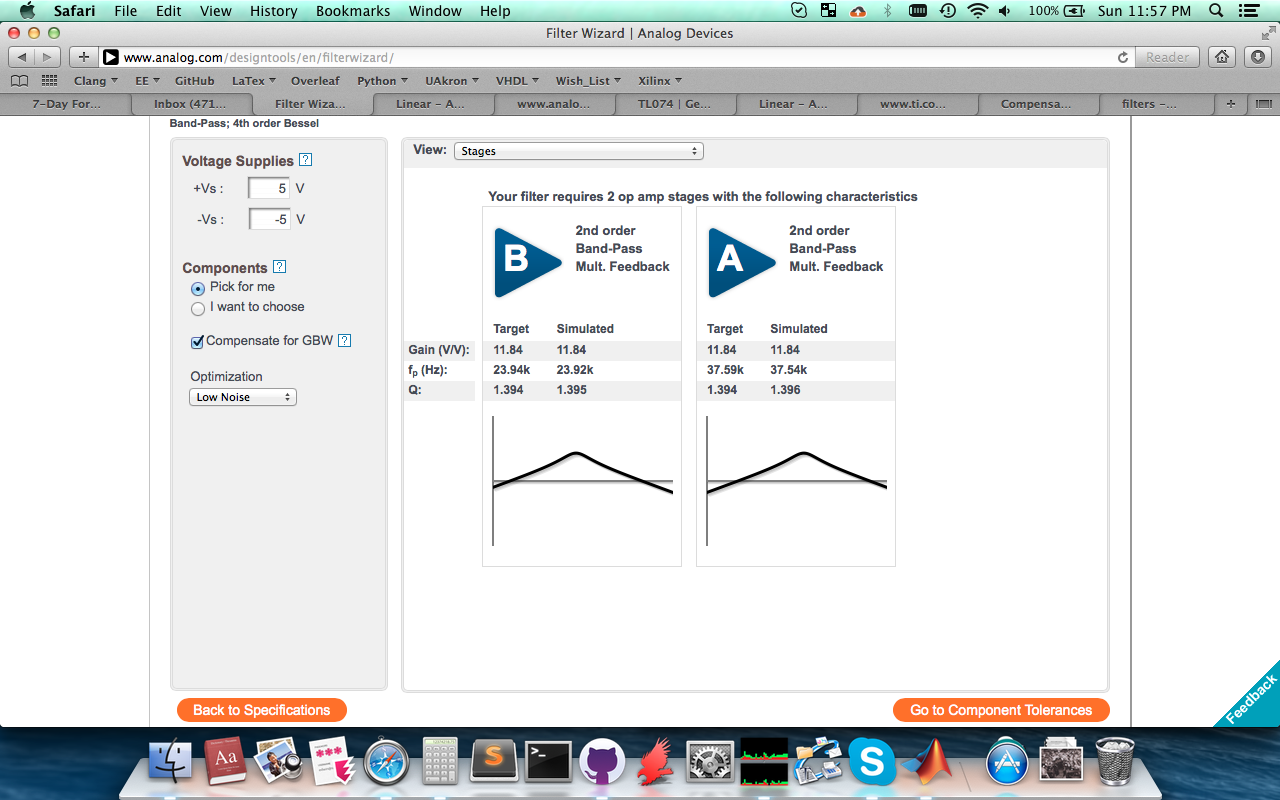 Safari File Edit View History Bookmarks Window Help 100% Sun 11:57 PM
Filter Wizard | Analog Devices
www.analog.com/designtools/en/filterwizard/ Reader
Clang EE GitHub LaTex Overleaf Python UAkron VHDL Wish_List Xilinx
7-Day For... Inbox (471... Filter Wiza... Linear – A... www.analo... TL074 | Ge... Linear – A... www.ti.co... Compensa... filters –...
Band-Pass; 4th order Bessel
View: Stages
Voltage Supplies ?
+Vs : 5 V
-Vs : -5 V
Components ?
Pick for me
I want to choose
Compensate for GBW ?
Optimization
Low Noise
Your filter requires 2 op amp stages with the following characteristics
B
2nd order
Band-Pass
Mult. Feedback
A
2nd order
Band-Pass
Mult. Feedback
Target Simulated Target Simulated
Gain (V/V): 11.84 11.84 11.84 11.84
fp (Hz): 23.94k 23.92k 37.59k 37.54k
Q: 1.394 1.395 1.394 1.396
Back to Specifications
Go to Component Tolerances
Feedback
Aa
S
S